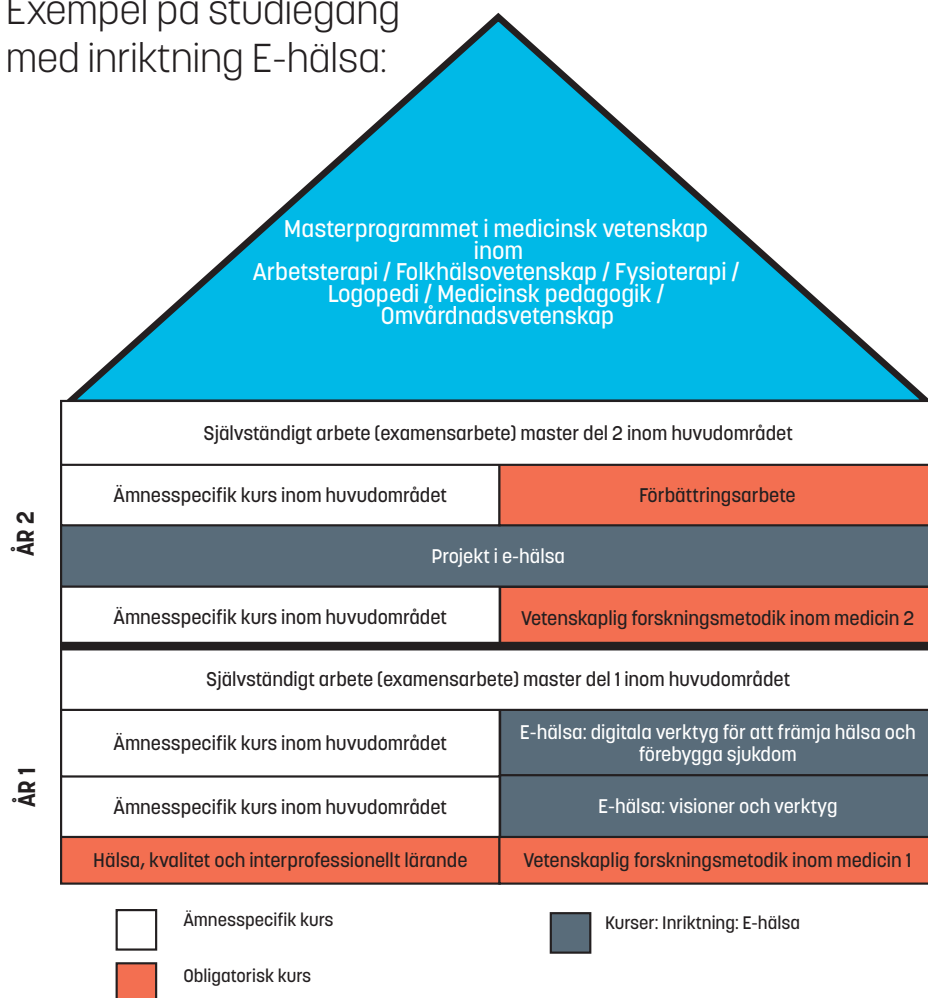 Exempel på studiegång
med inriktning E-hälsa:
Masterprogrammet i medicinsk vetenskap
inom
Arbetsterapi / Folkhälsovetenskap / Fysioterapi /
Logopedi / Medicinsk pedagogik /
Omvårdnadsvetenskap
ÅR 2
Självständigt arbete (examensarbete) master del 2 inom huvudområdet
Ämnesspecifik kurs inom huvudområdet
Förbättringsarbete
Projekt i e-hälsa
Ämnesspecifik kurs inom huvudområdet
Vetenskaplig forskningsmetodik inom medicin 2
ÅR 1
Självständigt arbete (examensarbete) master del 1 inom huvudområdet
Ämnesspecifik kurs inom huvudområdet
E-hälsa: digitala verktyg för att främja hälsa och
förebygga sjukdom
Ämnesspecifik kurs inom huvudområdet
E-hälsa: visioner och verktyg
Hälsa, kvalitet och interprofessionellt lärande
Vetenskaplig forskningsmetodik inom medicin 1
Ämnesspecifik kurs
Kurser: Inriktning: E-hälsa
Obligatorisk kurs